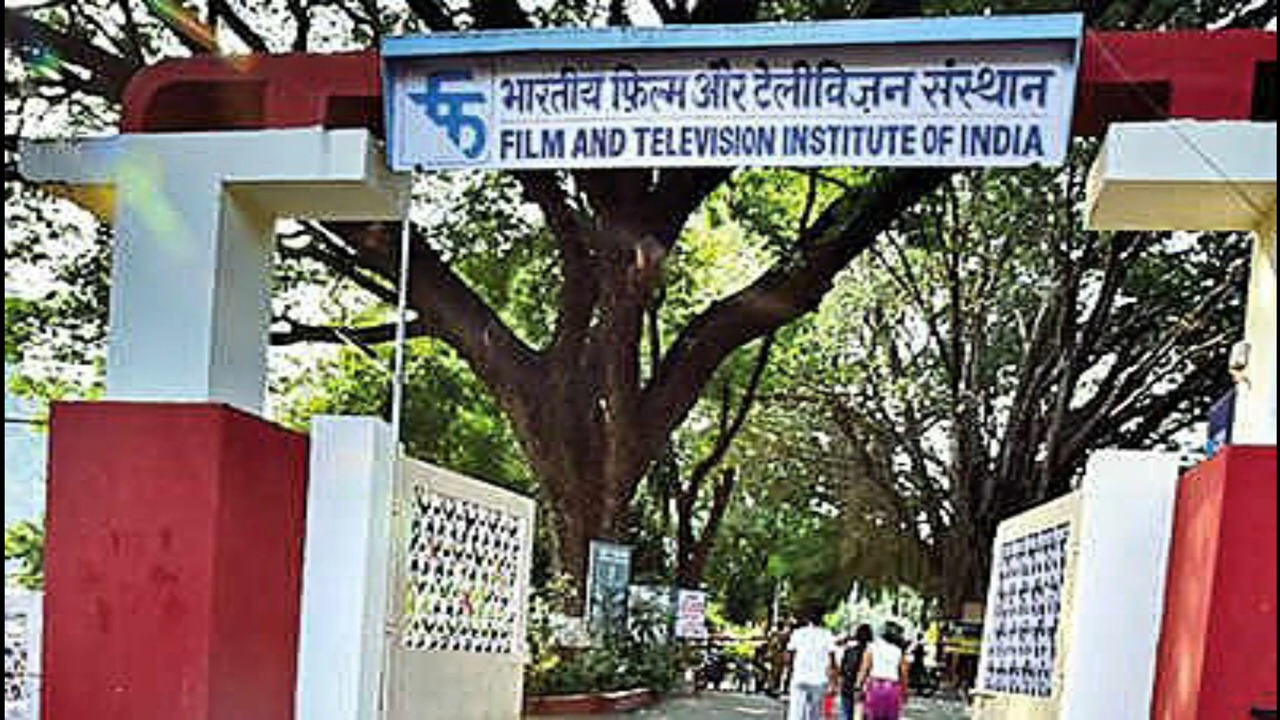 भारतीय फ़िल्म और टेलीविज़न संस्थान
FILM AND TELEVISION INSTITUTE OF INDIA